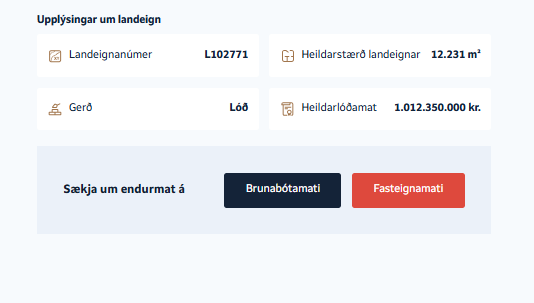 Upplýsingar um landeign
Landeignanúmer L102771
Heildarstærð landeignar 12.231 m²
Gerð Lóð
Heildarlóðamat 1.012.350.000 kr.
Sækja um endurmat á Brunabótamati Fasteignamati